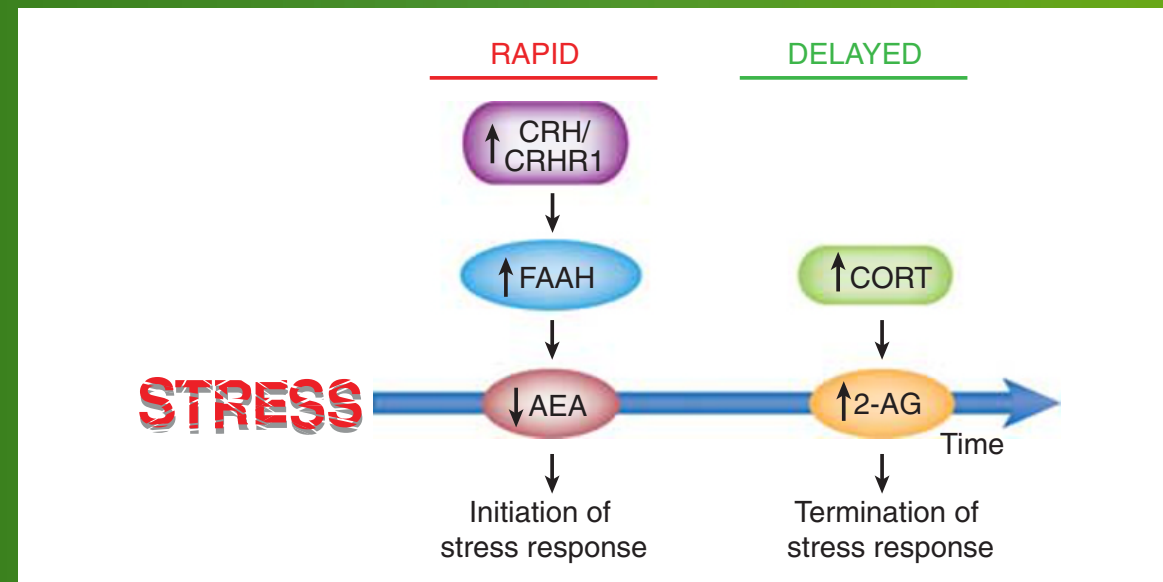 RAPID
DELAYED
↑ CRH/
CRHR1
↑ FAAH
↑ CORT
STRESS
↓ AEA
↑ 2-AG
Time
Initiation of
stress response
Termination of
stress response